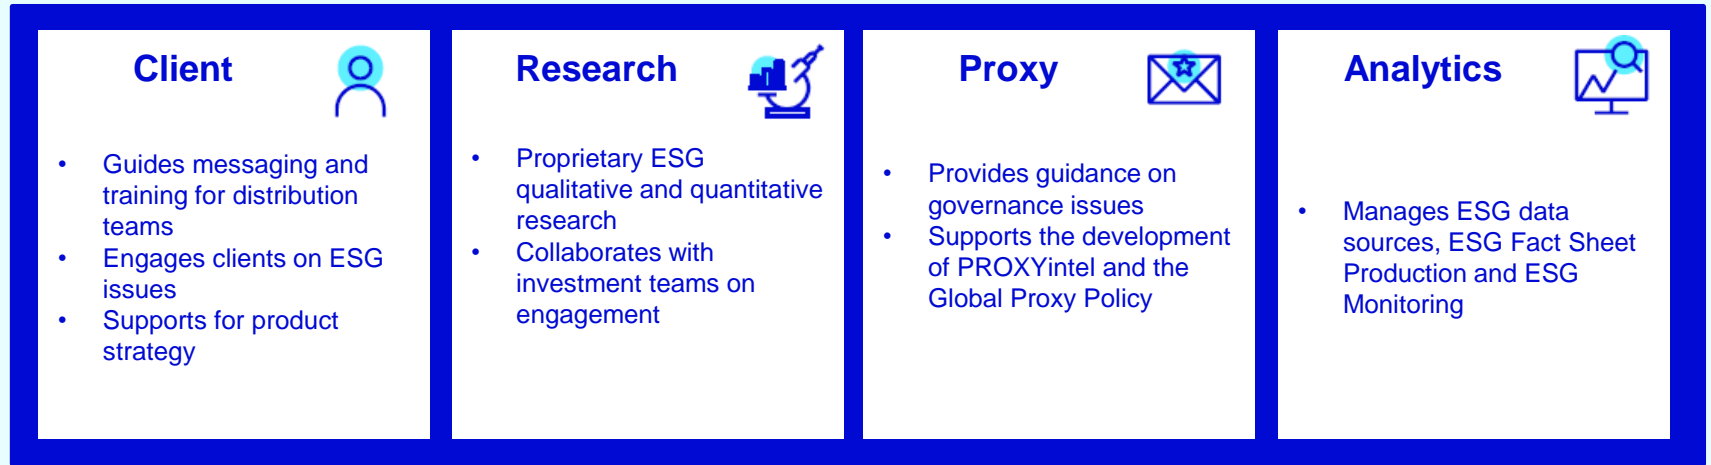 Client
• Guides messaging and
training for distribution
teams
• Engages clients on ESG
issues
• Supports for product
strategy
Research
• Proprietary ESG
qualitative and quantitative
research
• Collaborates with
investment teams on
engagement
Proxy
• Provides guidance on
governance issues
• Supports the development
of PROXYintel and the
Global Proxy Policy
Analytics
• Manages ESG data
sources, ESG Fact Sheet
Production and ESG
Monitoring